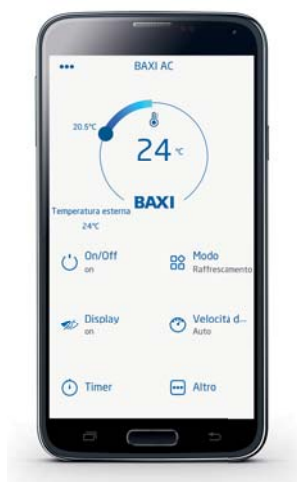 BAXI AC
20.5°C
24 °C
BAXI
Temperatura esterna
24°C
On/Off
on
Modo
Raffrescamento
Display
on
Velocità d...
Auto
Timer
Altro